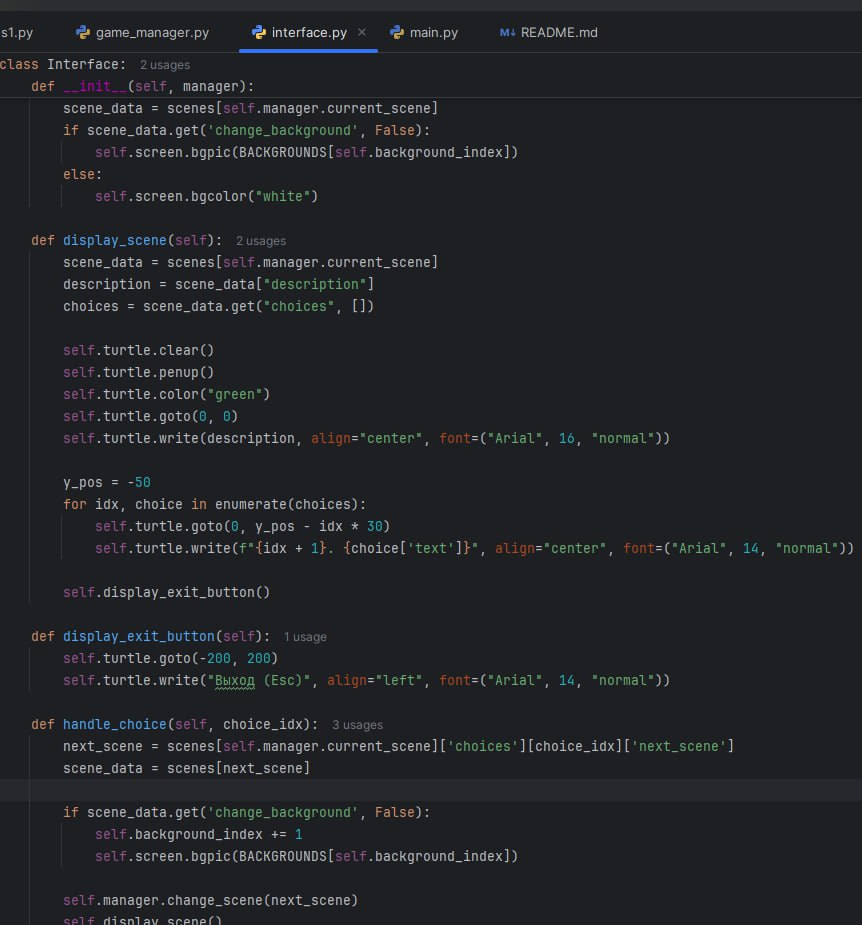 s1.py game_manager.py interface.py × main.py M↓ README.md
class Interface: 2 usages
    def __init__(self, manager):
        scene_data = scenes[self.manager.current_scene]
        if scene_data.get('change_background', False):
            self.screen.bgpic(BACKGROUNDS[self.background_index])
        else:
            self.screen.bgcolor("white")
    def display_scene(self): 2 usages
        scene_data = scenes[self.manager.current_scene]
        description = scene_data["description"]
        choices = scene_data.get("choices", [])
        self.turtle.clear()
        self.turtle.penup()
        self.turtle.color("green")
        self.turtle.goto(0, 0)
        self.turtle.write(description, align="center", font=("Arial", 16, "normal"))
        y_pos = -50
        for idx, choice in enumerate(choices):
            self.turtle.goto(0, y_pos - idx * 30)
            self.turtle.write(f"{idx + 1}. {choice['text']}", align="center", font=("Arial", 14, "normal"))
        self.display_exit_button()
    def display_exit_button(self): 1 usage
        self.turtle.goto(-200, 200)
        self.turtle.write("Выход (Esc)", align="left", font=("Arial", 14, "normal"))
    def handle_choice(self, choice_idx): 3 usages
        next_scene = scenes[self.manager.current_scene]['choices'][choice_idx]['next_scene']
        scene_data = scenes[next_scene]
        if scene_data.get('change_background', False):
            self.background_index += 1
            self.screen.bgpic(BACKGROUNDS[self.background_index])
        self.manager.change_scene(next_scene)
        self.display_scene()